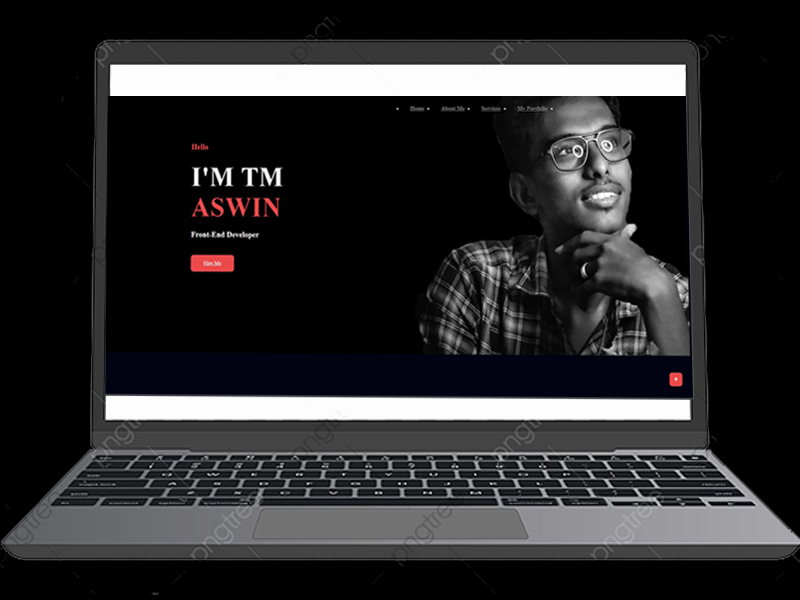 Home About Me Services My Portfolio
Hello
I'M TM
ASWIN
Front-End Developer
Hire Me
pngtree